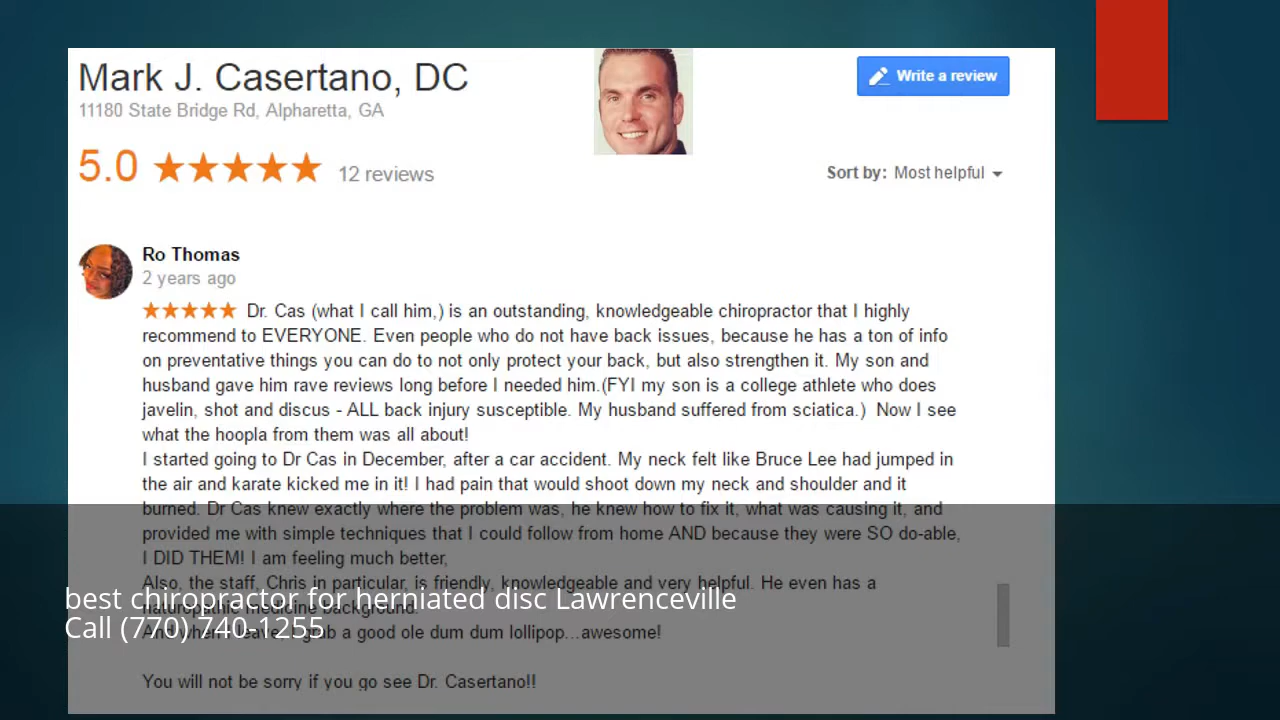 Mark J. Casertano, DC
11180 State Bridge Rd, Alpharetta, GA
Write a review
5.0
12 reviews
Sort by: Most helpful
Ro Thomas
2 years ago
Dr. Cas (what I call him,) is an outstanding, knowledgeable chiropractor that I highly
recommend to EVERYONE. Even people who do not have back issues, because he has a ton of info
on preventative things you can do to not only protect your back, but also strengthen it. My son and
husband gave him rave reviews long before I needed him.(FYI my son is a college athlete who does
javelin, shot and discus - ALL back injury susceptible. My husband suffered from sciatica.) Now I see
what the hoopla from them was all about!
I started going to Dr Cas in December, after a car accident. My neck felt like Bruce Lee had jumped in
the air and karate kicked me in it! I had pain that would shoot down my neck and shoulder and it
burned. Dr Cas knew exactly where the problem was, he knew how to fix it, what was causing it, and
provided me with simple techniques that I could follow from home AND because they were SO do-able,
I DID THEM! I am feeling much better,
Also, the staff, Chris in particular, is friendly, knowledgeable and very helpful. He even has a
naturopathic medicine background.
best chiropractor for herniated disc Lawrenceville
Call (770) 740-1255
And when I leave, I grab a good ole dum dum lollipop...awesome!
You will not be sorry if you go see Dr. Casertano!!